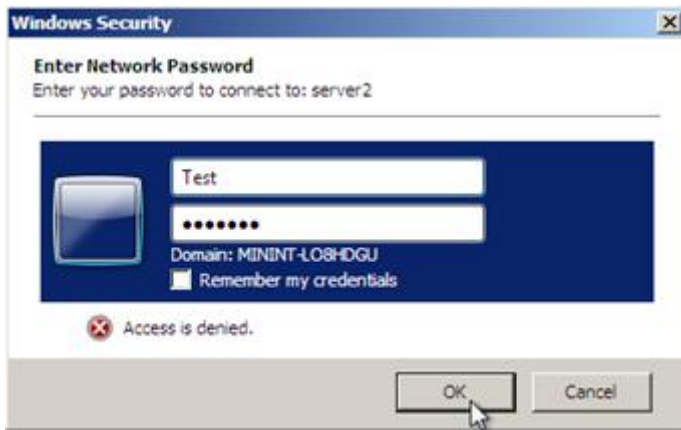 Windows Security
Enter Network Password
Enter your password to connect to: server2
Test
●●●●●●●
Domain: MININT-LO8HDGU
Remember my credentials
Access is denied.
OK
Cancel